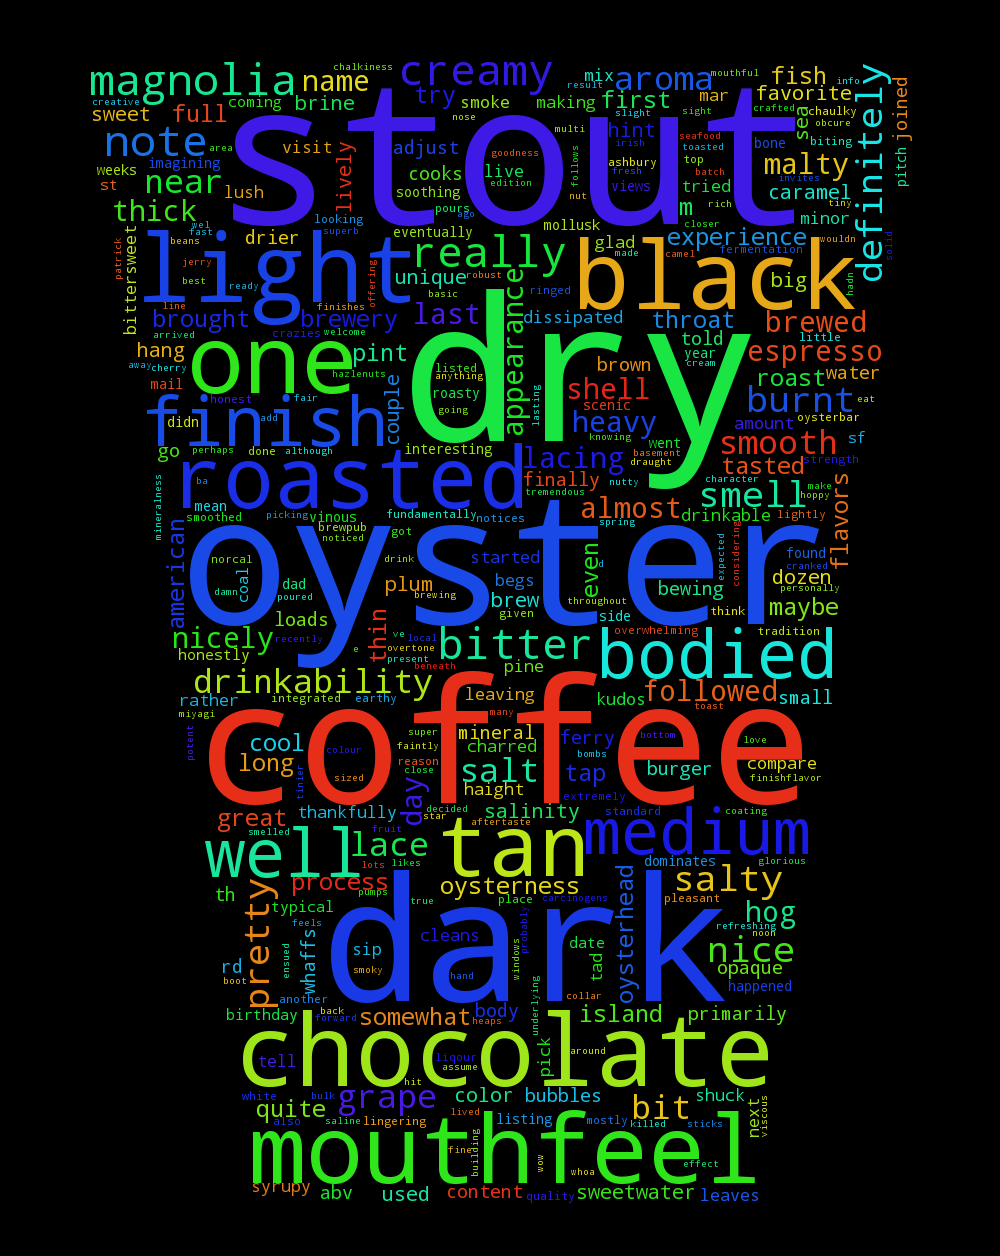 chalkiness
creamy
mouthful
fish
info
magnolia
name
mix
aroma
result
favorite
definitely
joined
creative
coming
brine
try
smoke
making
first
mar
crafted
chaulky
sweet
full
stout
slight
sight
sea
obcure
note
area
nose
multi
hint
irish
seafood
toasted
bone
biting
pitch
imagining
visit
lively
adjust
goodness
follows
ashbury
top
malty
weeks
near
cooks
live
fresh
views
batch
invites
st
lush
soothing
edition
nut
tried
rich
caramel
tiny
thick
looking
pours
ago
mollusk
m
closer
minor
wel
fast
drier
superb
eventually
really
glad
made
experience
wouldn
patrick
beans
light
camel
fermentation
solid
jerry
ready
offering
unique
robust
black
big
hadn
bittersweet
best
basic
ringed
line
finishes
last
appearance
dissipated
throat
brewed
brought
brewery
arrived
crazies
welcome
told
little
hang
one
pint
dry
year
espresso
away
cherry
listed
anything
brown
cream
mail
hazelnuts
couple
roasty
shell
roast
water
honest
fair
going
lasting
scenic
burnt
eat
finish
add
heavy
oysterbar
didn
knowing
amount
go
perhaps
done
although
interesting
went
smooth
sf
lacing
basement
strength
roasted
finally
nutty
draught
tasted
ba
tremendous
character
make
mineralness
mean
almost
smell
hoppy
flavors
smoothed
picking
vinous
fundamentally
notices
spring
drinkable
lightly
american
brewpub
noticed
got
oyster
expected
considering
norcal
coal
drink
started
even
d
found
cranked
damn
dad
poured
plum
brewing
begs
bewing
dozen
personally
loads
brew
throughout
side
think
maybe
nicely
recently
thin
ve
local
given
overwhelming
tradition
honestly
e
overtone
present
bitter
bodied
drinkability
beneath
pine
rather
integrated
earthy
leaving
kudos
followed
small
miyagi
many
toast
potent
cool
colour
coffee
super
mineral
ferry
hottom
love
long
faintly
charred
bombs
reason
close
salt
tap
burger
compare
tinier
sized
day
haight
finishflavor
extremely
great
thankfully
decided
star
salinity
standard
coating
smelled
fruit
aftertaste
tan
medium
well
lace
lots
likes
dominates
glorious
process
oysterness
salty
th
pumps
true
place
carcinogens
pleasant
pretty
typical
dark
hog
feels
cleans
probably
oysterhead
refreshing
noon
whaffs
sip
windows
date
nice
rd
ensued
smoky
hand
tad
opaque
boot
happened
another
collar
birthday
back
forward
somewhat
heaps
body
underlying
island
primarily
chocolate
tell
liqour
assume
pick
around
hit
white
bulk
grape
color
bubbles
shuck
quite
bit
next
viscous
also
saline
lingering
lived
listing
mostly
killed
sticks
mouthfeel
fine
building
wow
whoa
effect
syrupy
abv
used
content
quality
sweetwater
leaves